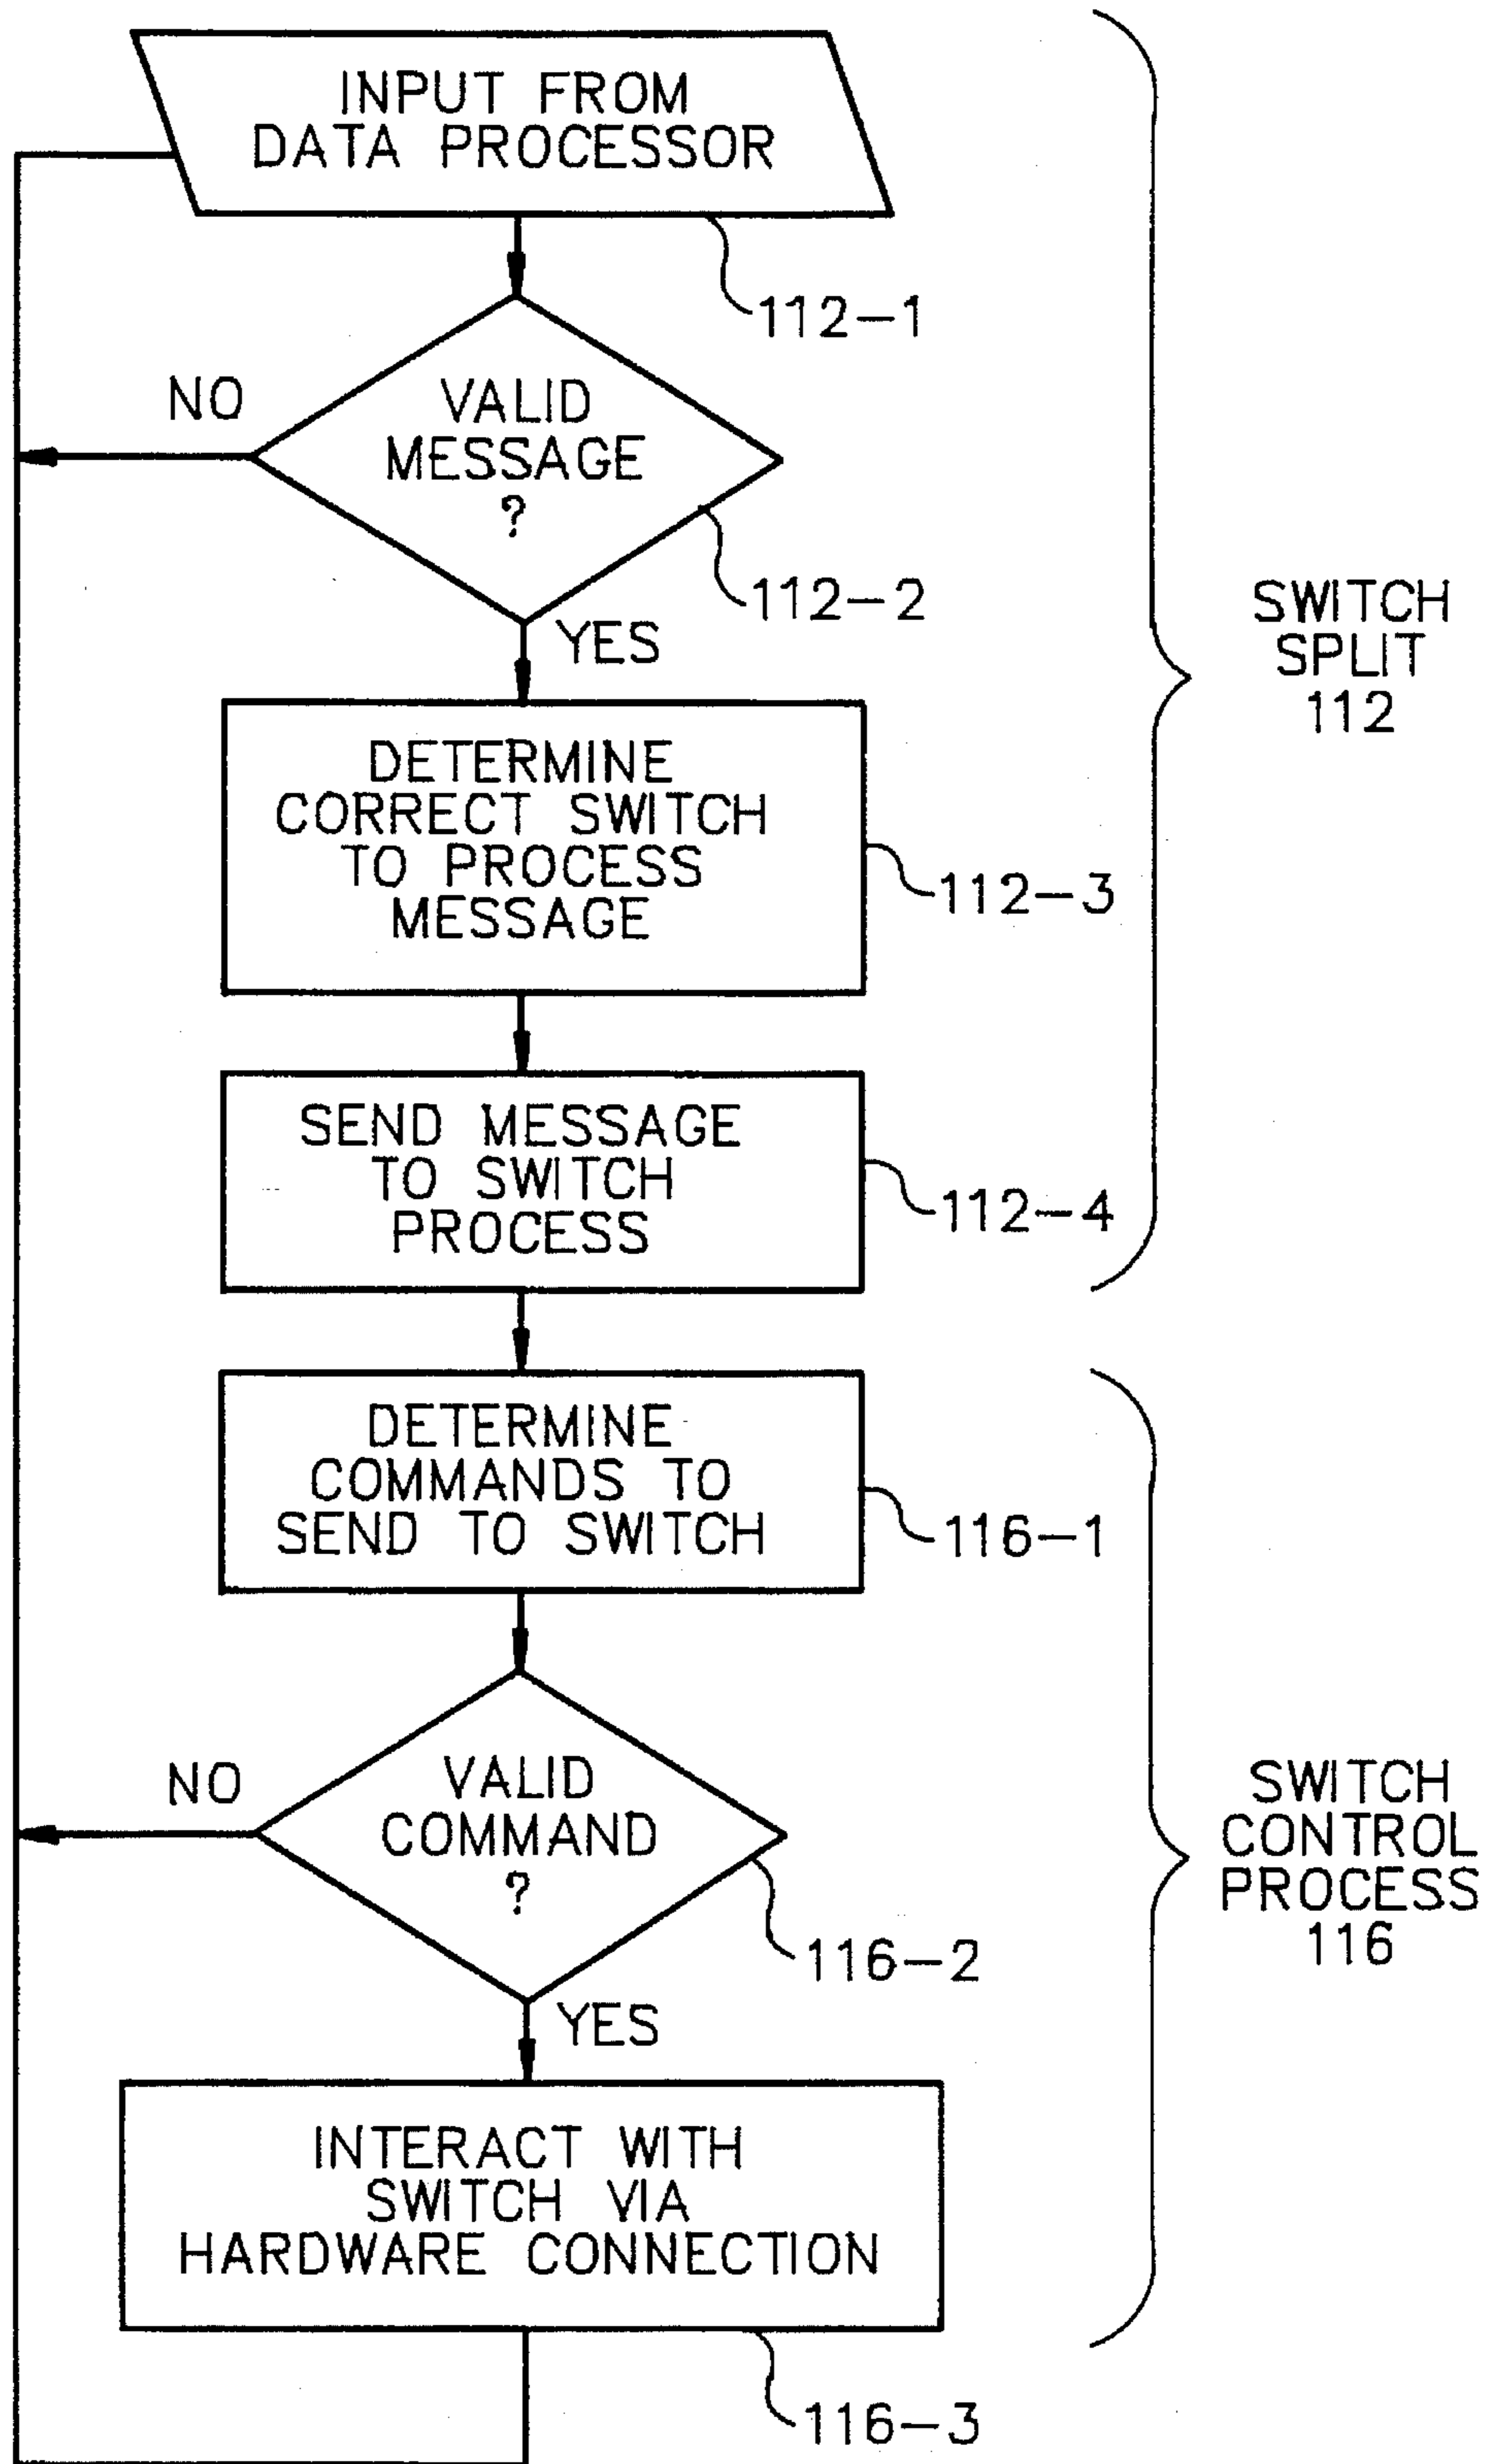 INPUT FROM
DATA PROCESSOR
112-1
NO
VALID
MESSAGE
?
112-2
YES
DETERMINE
CORRECT SWITCH
TO PROCESS
MESSAGE
112-3
SEND MESSAGE
TO SWITCH
PROCESS
112-4
SWITCH
SPLIT
112
DETERMINE
COMMANDS TO
SEND TO SWITCH
116-1
NO
VALID
COMMAND
?
116-2
YES
INTERACT WITH
SWITCH VIA
HARDWARE CONNECTION
116-3
SWITCH
CONTROL
PROCESS
116